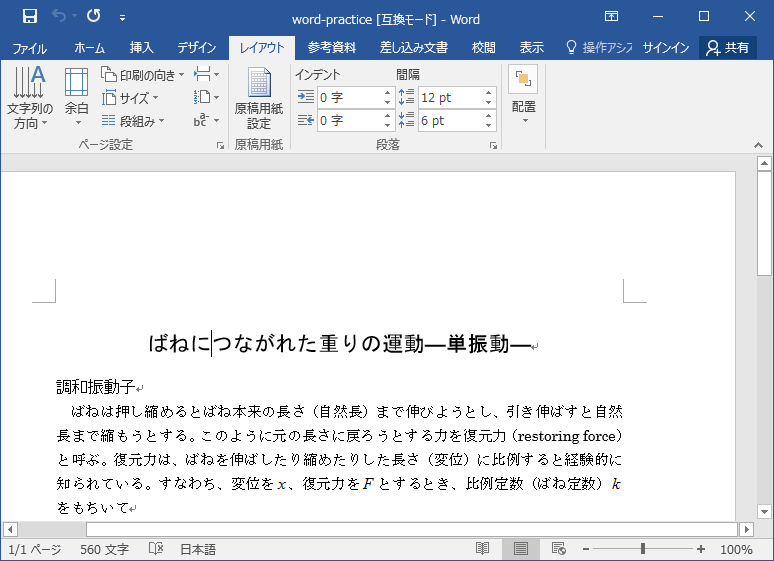 word-practice [互換モード] - Word
ファイル ホーム 挿入 デザイン レイアウト 参考資料 差し込み文書 校閲 表示 操作アシス サインイン 共有
文字列の方向 余白 印刷の向き サイズ 段組み
ページ設定
原稿用紙設定
原稿用紙
インデント 間隔
0 字 12 pt
0 字 6 pt
段落
配置
ばねにつながれた重りの運動―単振動―
調和振動子
ばねは押し縮めるとばね本来の長さ（自然長）まで伸びようとし、引き伸ばすと自然
長まで縮もうとする。このように元の長さに戻ろうとする力を復元力（restoring force）
と呼ぶ。復元力は、ばねを伸ばしたり縮めたりした長さ（変位）に比例すると経験的に
知られている。すなわち、変位を x、復元力を F とするとき、比例定数（ばね定数）k
をもちいて
1/1 ページ 560 文字 日本語 100%